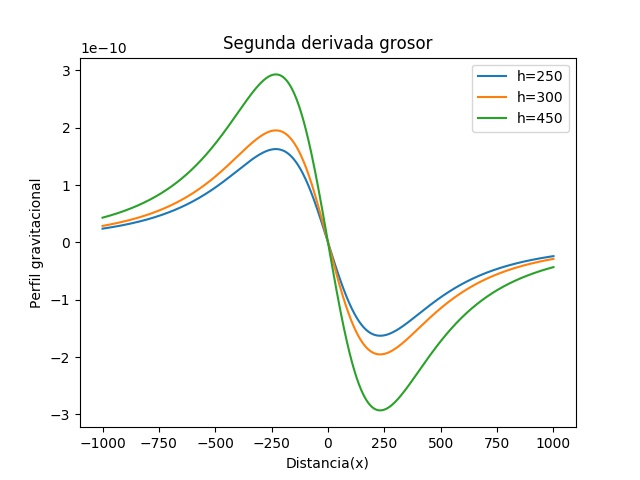 Segunda derivada grosor
1e−10
h=250
h=300
h=450
3
2
1
0
−1
−2
−3
Perfil gravitacional
−1000 −750 −500 −250 0 250 500 750 1000
Distancia(x)